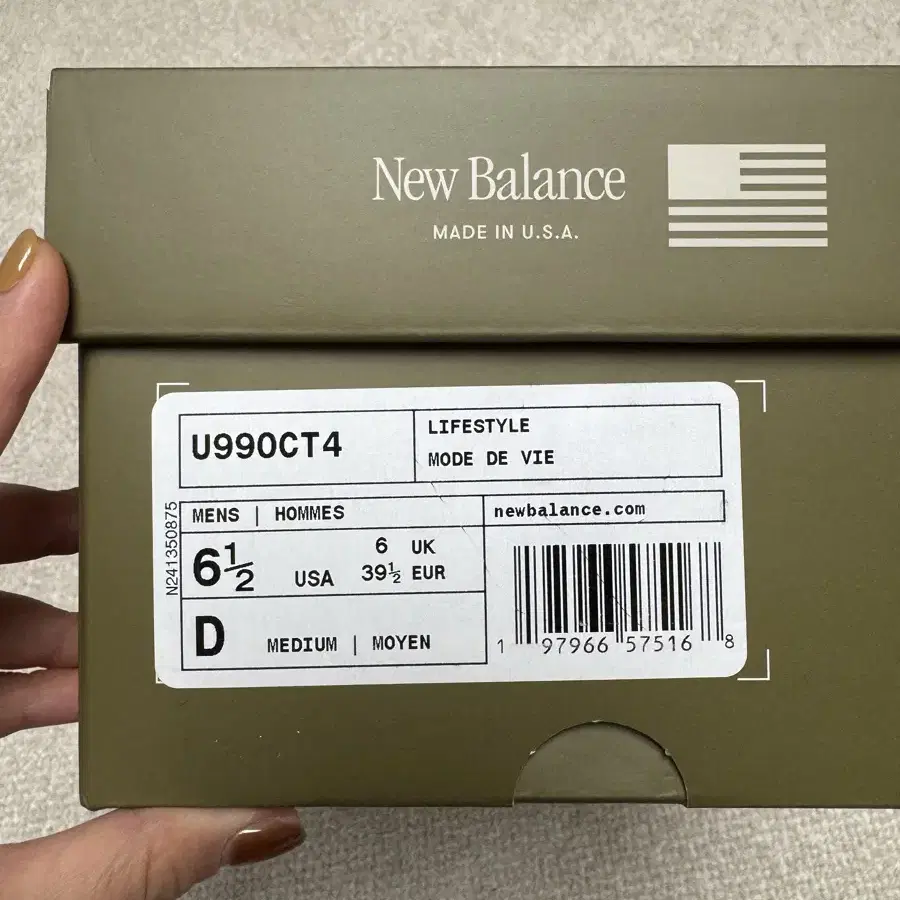 New Balance
MADE IN U.S.A.
U990CT4
LIFESTYLE
MODE DE VIE
N241350875
MENS | HOMMES
newbalance.com
6½ USA
6 UK
39½ EUR
D MEDIUM | MOYEN
1 97966 57516 8